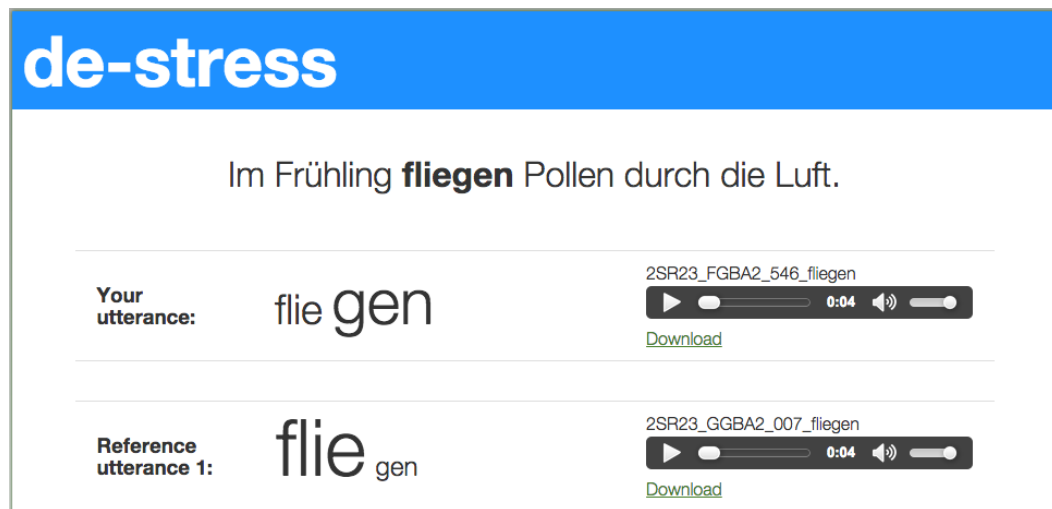 de-stress
Im Frühling fliegen Pollen durch die Luft.
Your
utterance:
flie gen
2SR23_FGBA2_546_fliegen
0:04
Download
Reference
utterance 1:
flie gen
2SR23_GGBA2_007_fliegen
0:04
Download